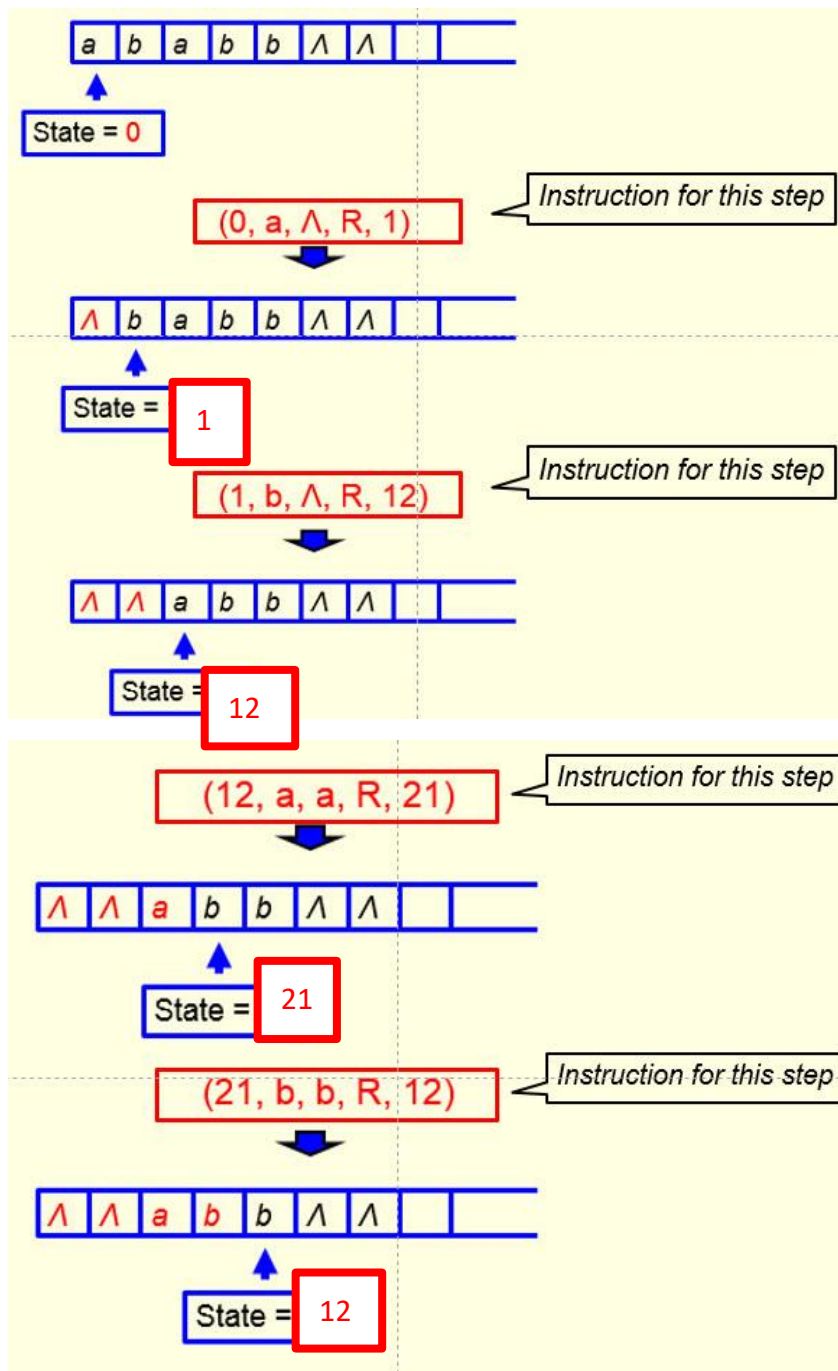 a b a b b Λ Λ
State = 0
Instruction for this step
(0, a, Λ, R, 1)
Λ b a b b Λ Λ
State = 1
Instruction for this step
(1, b, Λ, R, 12)
Λ Λ a b b Λ Λ
State = 12
Instruction for this step
(12, a, a, R, 21)
Λ Λ a b b Λ Λ
State = 21
Instruction for this step
(21, b, b, R, 12)
Λ Λ a b b Λ Λ
State = 12